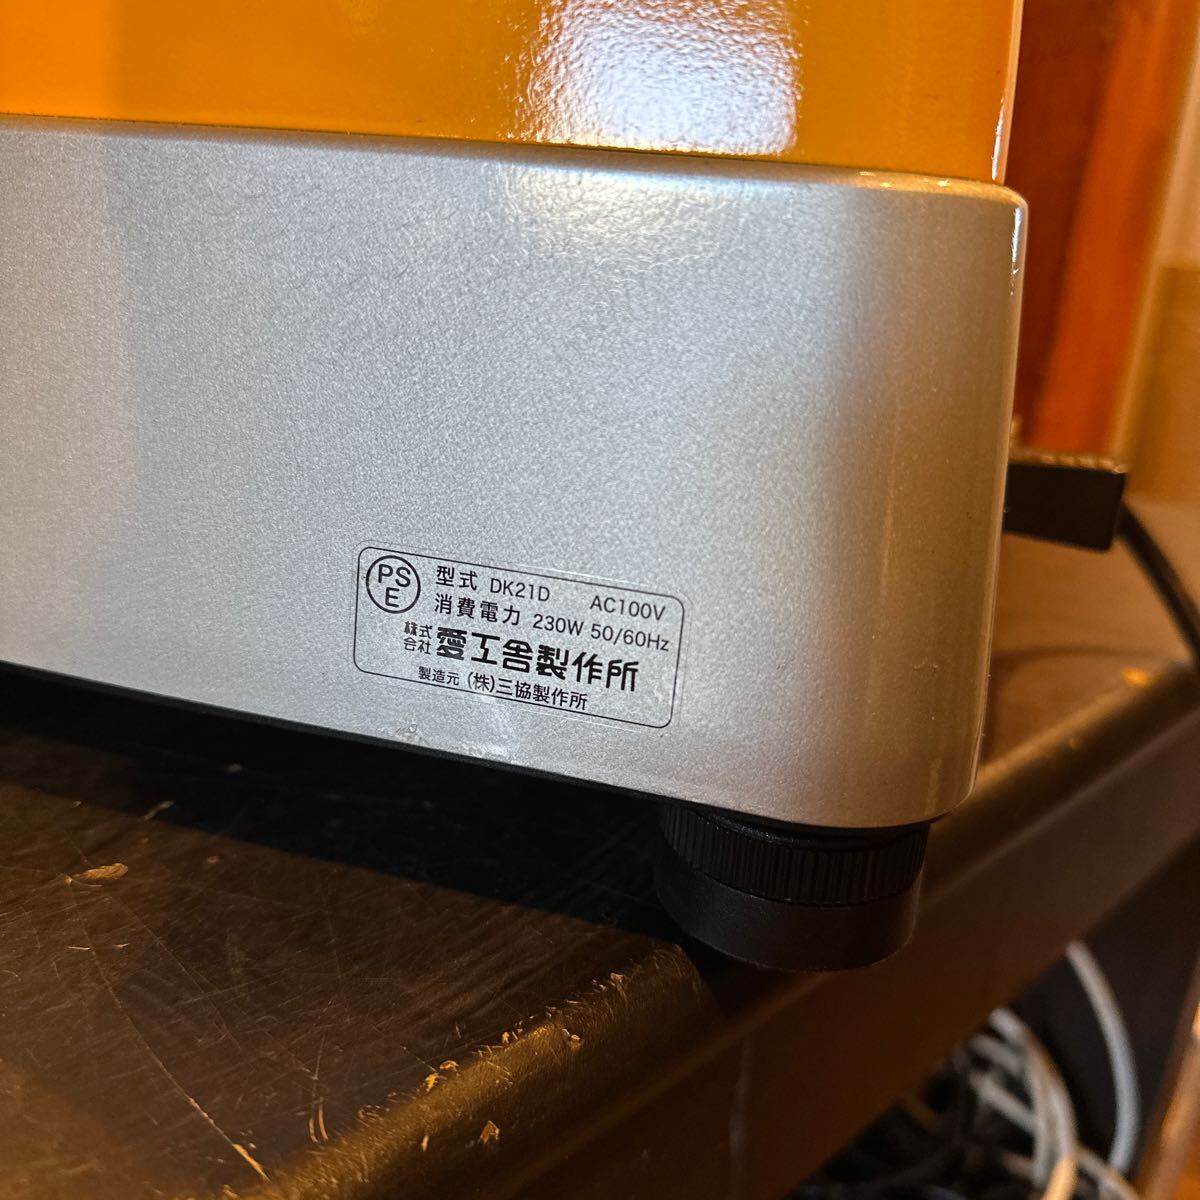 PS
E
型式 DK21D AC100V
消費電力 230W 50/60Hz
株式
会社 愛工舎製作所
製造元 (株)三協製作所